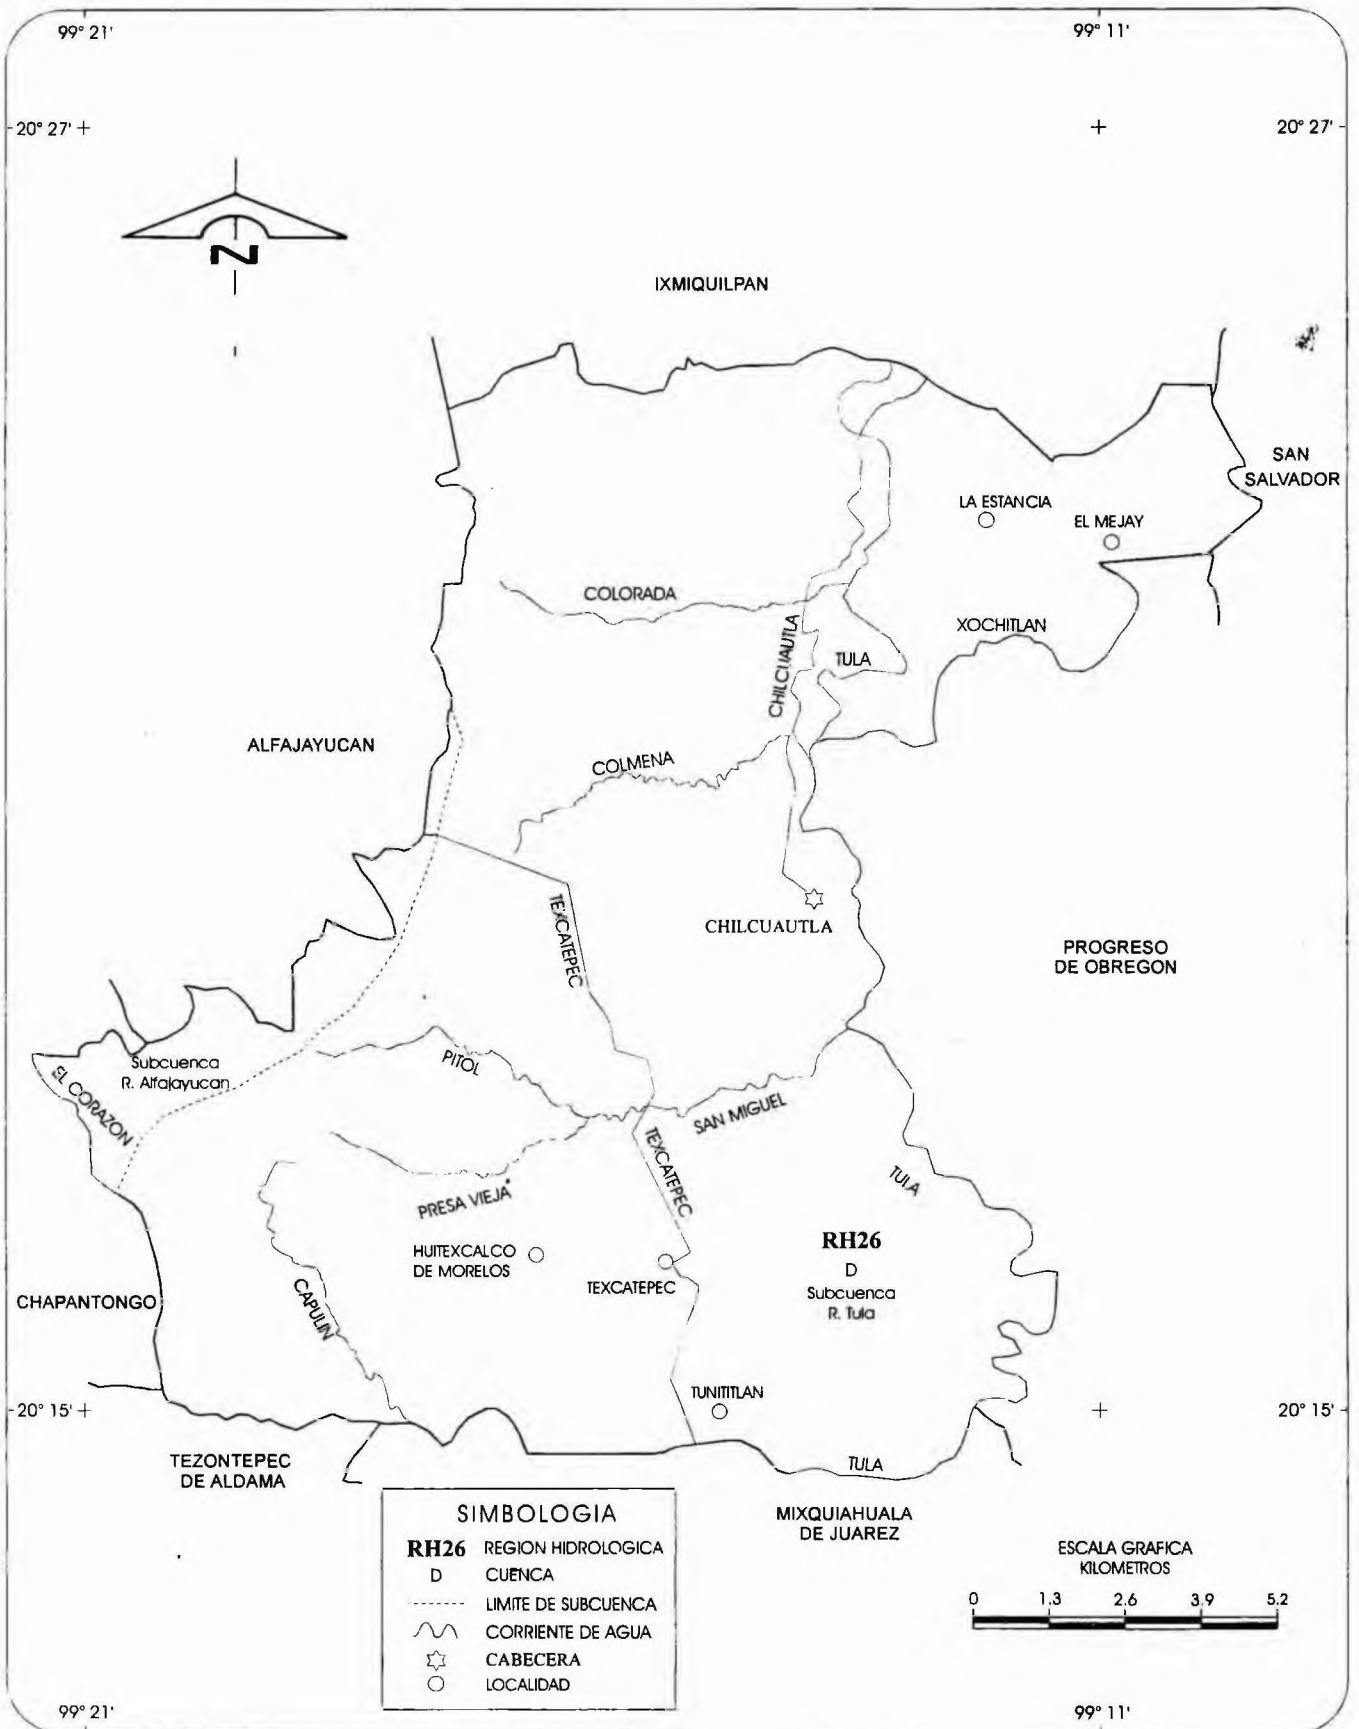 99° 21'
99° 11'
20° 27'
20° 27'
N
IXMIQUILPAN
SAN
SALVADOR
LA ESTANCIA
EL MEJAY
COLORADA
XOCHITLAN
CHILCUAUTLA
TULA
ALFAJAYUCAN
COLMENA
TEXCATEPEC
CHILCUAUTLA
PROGRESO
DE OBREGON
Subcuenca
R. Alfajayucan
EL CORAZON
PITOL
SAN MIGUEL
TEXCATEPEC
TULA
PRESA VIEJA
HUITEXCALCO
DE MORELOS
TEXCATEPEC
RH26
D
Subcuenca
R. Tula
CHAPANTONGO
CAPULIN
TUNITITLAN
20° 15'
20° 15'
TEZONTEPEC
DE ALDAMA
TULA
MIXQUIAHUALA
DE JUAREZ
SIMBOLOGIA
RH26 REGION HIDROLOGICA
D CUENCA
LIMITE DE SUBCUENCA
CORRIENTE DE AGUA
CABECERA
LOCALIDAD
ESCALA GRAFICA
KILOMETROS
0 1.3 2.6 3.9 5.2
99° 21'
99° 11'